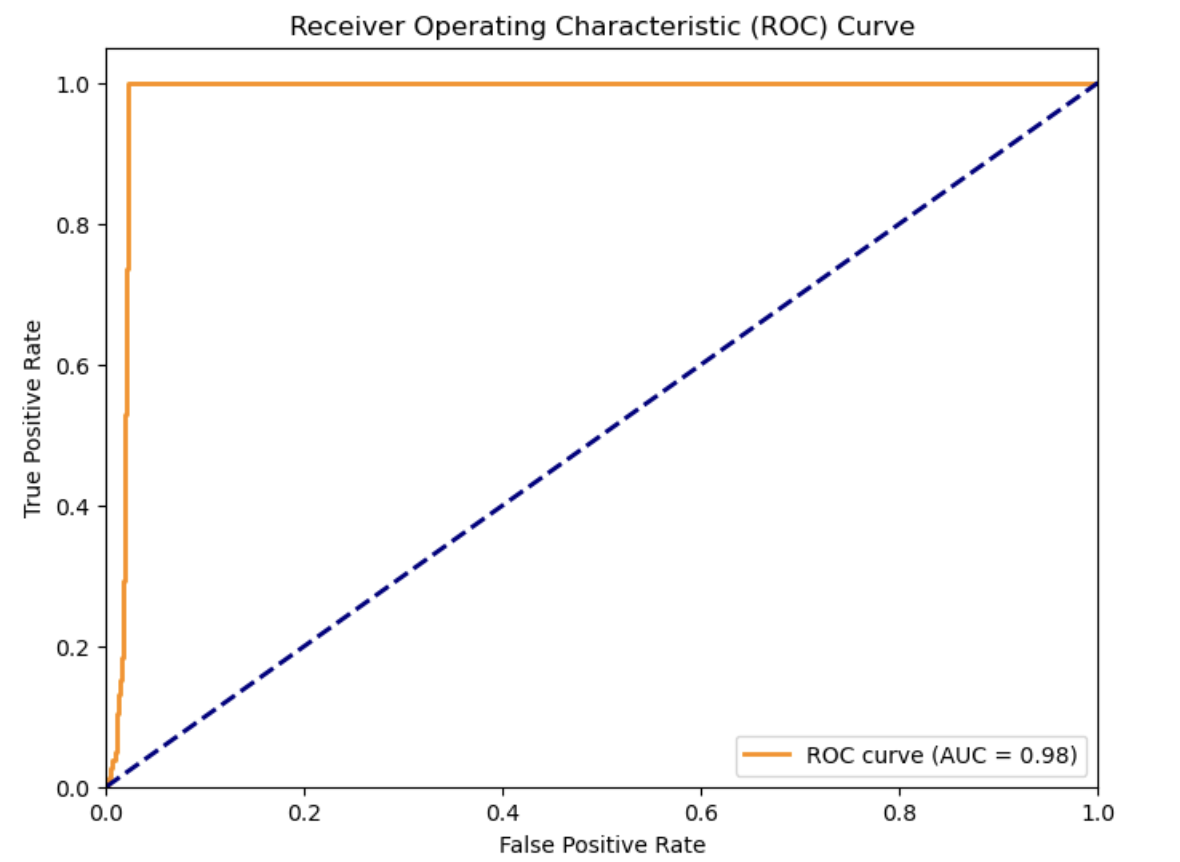 Receiver Operating Characteristic (ROC) Curve
True Positive Rate
1.0
0.8
0.6
0.4
0.2
0.0
ROC curve (AUC = 0.98)
0.0 0.2 0.4 0.6 0.8 1.0
False Positive Rate